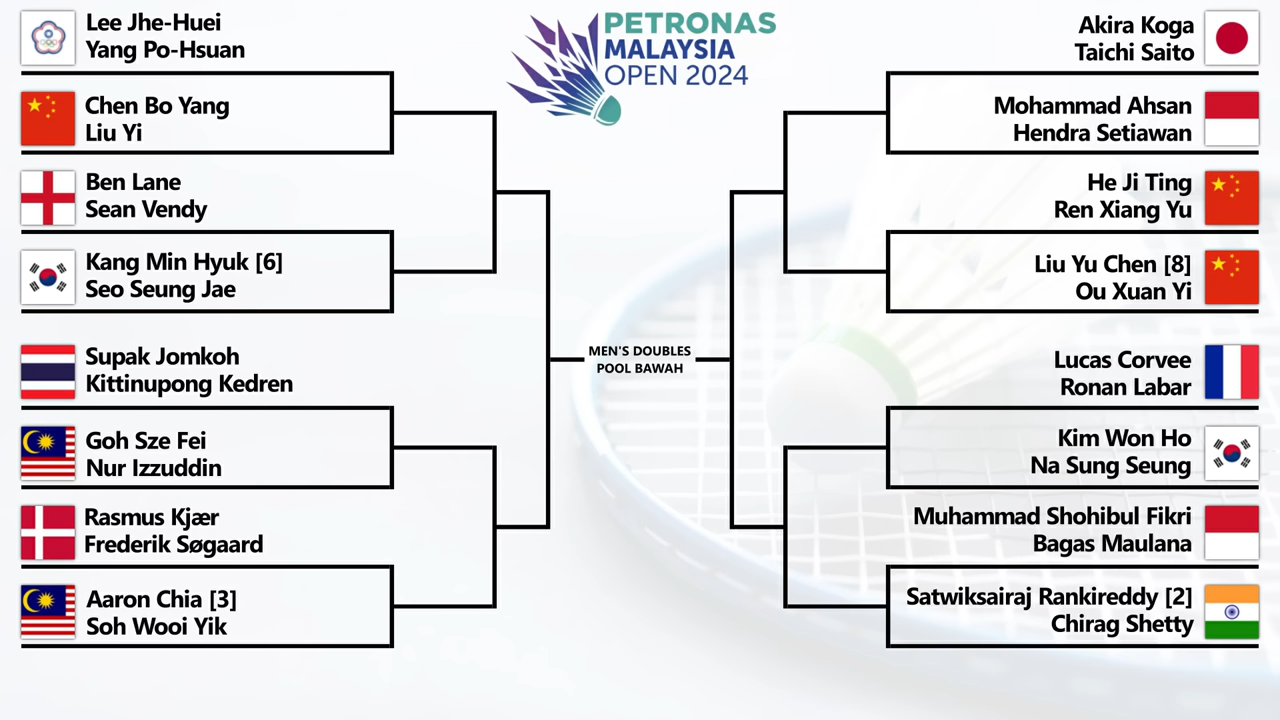 Lee Jhe-Huei
Yang Po-Hsuan
Chen Bo Yang
Liu Yi
Ben Lane
Sean Vendy
Kang Min Hyuk [6]
Seo Seung Jae
Supak Jomkoh
Kittinupong Kedren
Goh Sze Fei
Nur Izzuddin
Rasmus Kjær
Frederik Søgaard
Aaron Chia [3]
Soh Wooi Yik
PETRONAS
MALAYSIA
OPEN 2024
MEN'S DOUBLES
POOL BAWAH
Akira Koga
Taichi Saito
Mohammad Ahsan
Hendra Setiawan
He Ji Ting
Ren Xiang Yu
Liu Yu Chen [8]
Ou Xuan Yi
Lucas Corvee
Ronan Labar
Kim Won Ho
Na Sung Seung
Muhammad Shohibul Fikri
Bagas Maulana
Satwiksairaj Rankireddy [2]
Chirag Shetty